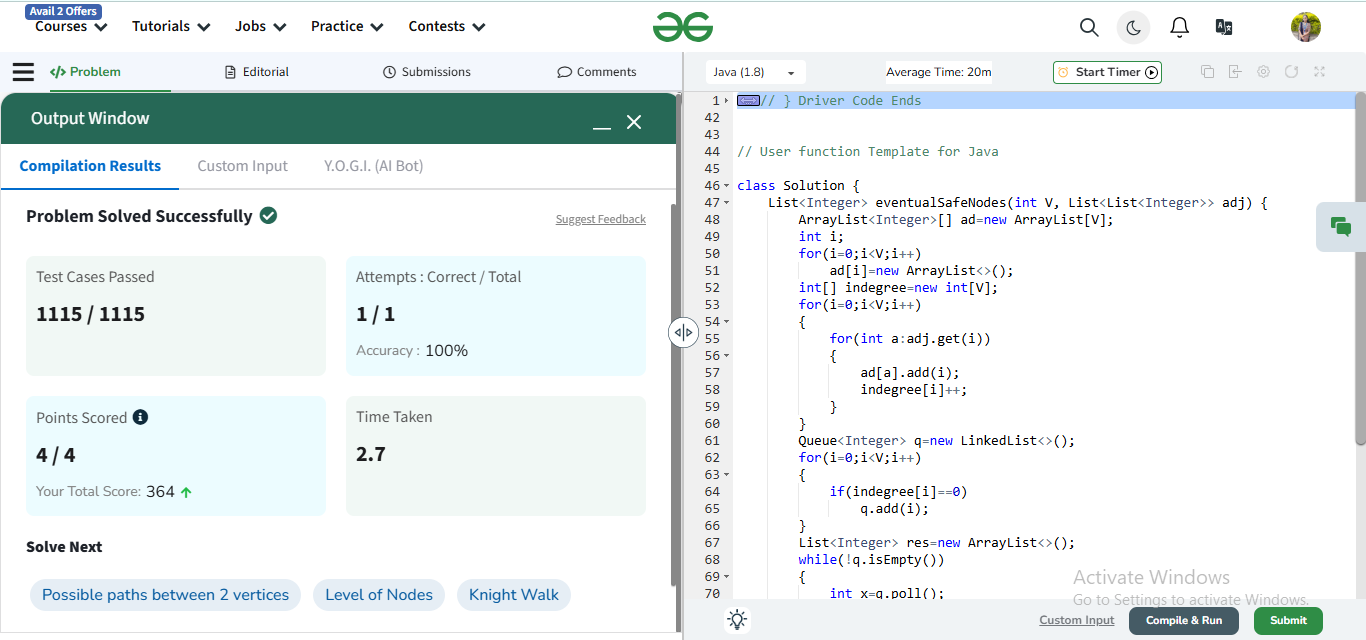 Avail 2 Offers
Courses Tutorials Jobs Practice Contests
Problem Editorial Submissions Comments
Output Window
Compilation Results Custom Input Y.O.G.I. (AI Bot)
Problem Solved Successfully
Suggest Feedback
Test Cases Passed
1115 / 1115
Attempts : Correct / Total
1 / 1
Accuracy : 100%
Points Scored
4 / 4
Your Total Score: 364
Time Taken
2.7
Solve Next
Possible paths between 2 vertices Level of Nodes Knight Walk
Java (1.8) Average Time: 20m Start Timer
1 // } Driver Code Ends
42
43
44 // User function Template for Java
45
46 class Solution {
47 List<Integer> eventualSafeNodes(int V, List<List<Integer>> adj) {
48 ArrayList<Integer>[] ad=new ArrayList[V];
49 int i;
50 for(i=0;i<V;i++)
51 ad[i]=new ArrayList<>();
52 int[] indegree=new int[V];
53 for(i=0;i<V;i++)
54 {
55 for(int a:adj.get(i))
56 {
57 ad[a].add(i);
58 indegree[i]++;
59 }
60 }
61 Queue<Integer> q=new LinkedList<>();
62 for(i=0;i<V;i++)
63 {
64 if(indegree[i]==0)
65 q.add(i);
66 }
67 List<Integer> res=new ArrayList<>();
68 while(!q.isEmpty())
69 {
70 int x=q.poll();
Activate Windows
Go to Settings to activate Windows.
Custom Input Compile & Run Submit